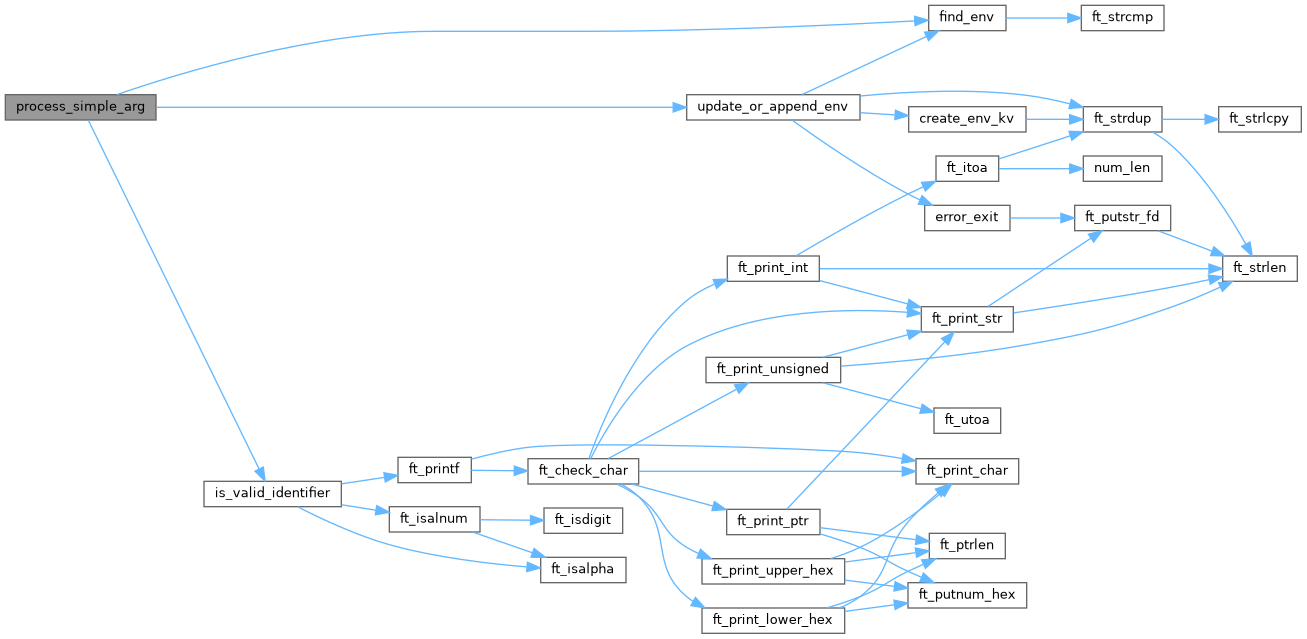 process_simple_arg
find_env
ft_strcmp
update_or_append_env
create_env_kv
ft_strdup
ft_strlcpy
ft_itoa
num_len
error_exit
ft_putstr_fd
ft_print_int
ft_strlen
ft_print_str
ft_print_unsigned
ft_utoa
ft_printf
ft_check_char
ft_print_char
is_valid_identifier
ft_isalnum
ft_isdigit
ft_print_ptr
ft_ptrlen
ft_isalpha
ft_print_upper_hex
ft_putnum_hex
ft_print_lower_hex